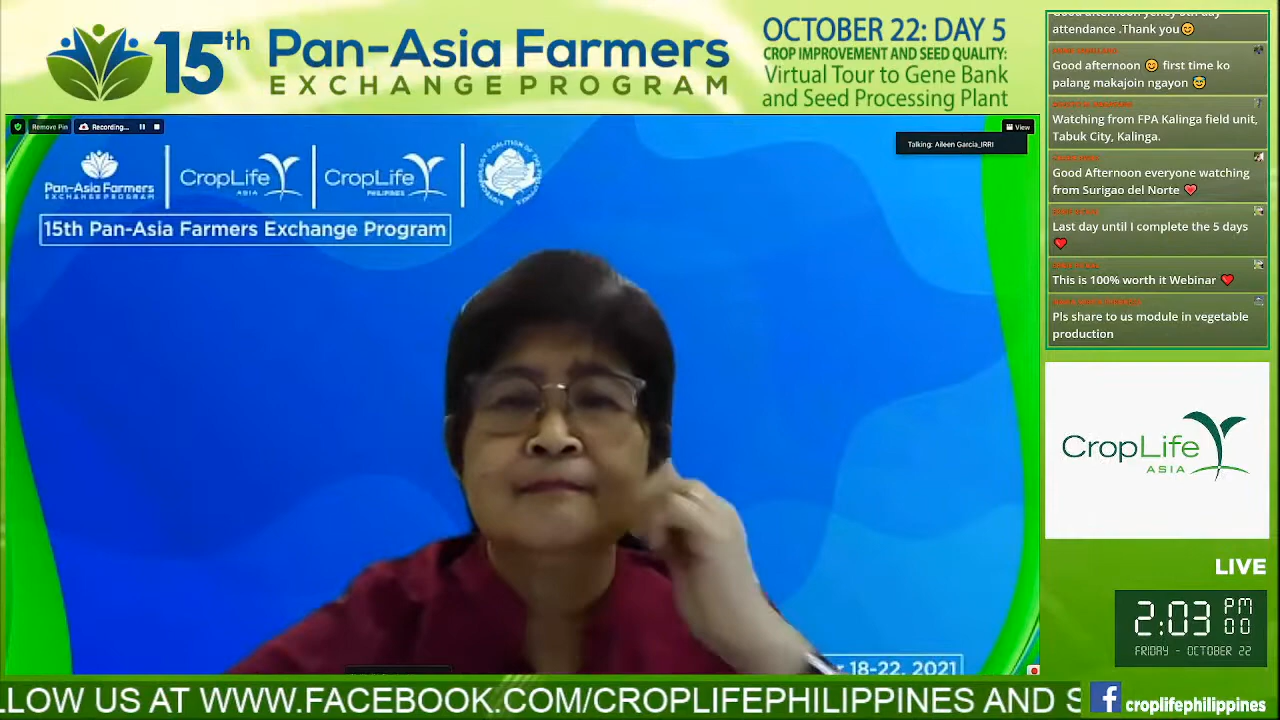 15th Pan-Asia Farmers
EXCHANGE PROGRAM
OCTOBER 22: DAY 5
CROP IMPROVEMENT AND SEED QUALITY:
Virtual Tour to Gene Bank
and Seed Processing Plant
Remove Pin
Recording...
View
Talking: Aileen Garcia_IRRI
PAN-ASIA FARMERS
EXCHANGE PROGRAM
CropLife
ASIA
CropLife
PHILIPPINES
15th Pan-Asia Farmers Exchange Program
18-22, 2021
attendance .Thank you😊
Good afternoon 😊 first time ko
palang makajoin ngayon 😅
Watching from FPA Kalinga field unit,
Tabuk City, Kalinga.
Good Afternoon everyone watching
from Surigao del Norte ❤️
Last day until I complete the 5 days
❤️
This is 100% worth it Webinar ❤️
Pls share to us module in vegetable
production
CropLife
ASIA
LIVE
2:03 PM 00
FRIDAY - OCTOBER 22
LLOW US AT WWW.FACEBOOK.COM/CROPLIFEPHILIPPINES AND S
croplifephilippines